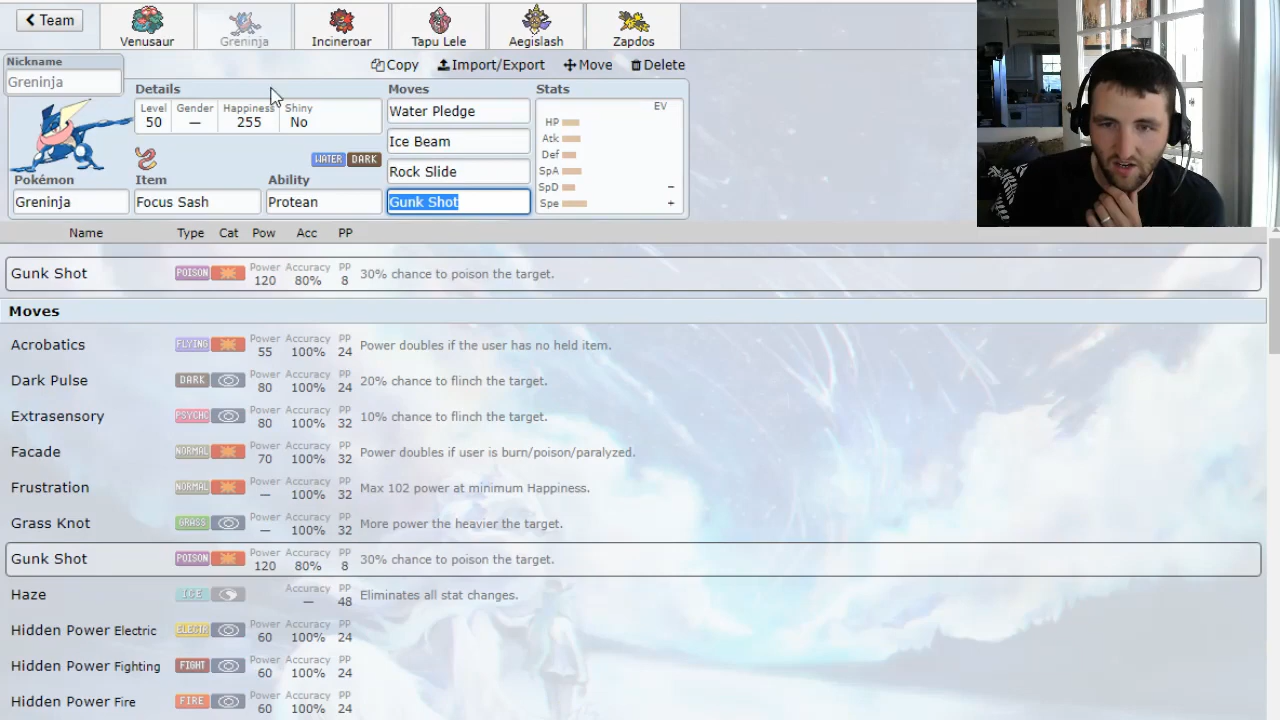 Team
Venusaur
Greninja
Incineroar
Tapu Lele
Aegislash
Zapdos
Nickname
Greninja
Copy
Import/Export
Move
Delete
Details
Level
50
Gender
—
Happiness
255
Shiny
No
WATER DARK
Pokémon
Greninja
Item
Focus Sash
Ability
Protean
Moves
Water Pledge
Ice Beam
Rock Slide
Gunk Shot
Stats
EV
HP
Atk
Def
SpA
SpD −
Spe +
Name Type Cat Pow Acc PP
Gunk Shot POISON Power 120 Accuracy 80% PP 8 30% chance to poison the target.
Moves
Acrobatics FLYING Power 55 Accuracy 100% PP 24 Power doubles if the user has no held item.
Dark Pulse DARK Power 80 Accuracy 100% PP 24 20% chance to flinch the target.
Extrasensory PSYCHC Power 80 Accuracy 100% PP 32 10% chance to flinch the target.
Facade NORMAL Power 70 Accuracy 100% PP 32 Power doubles if user is burn/poison/paralyzed.
Frustration NORMAL Power — Accuracy 100% PP 32 Max 102 power at minimum Happiness.
Grass Knot GRASS Power — Accuracy 100% PP 32 More power the heavier the target.
Gunk Shot POISON Power 120 Accuracy 80% PP 8 30% chance to poison the target.
Haze ICE Accuracy — PP 48 Eliminates all stat changes.
Hidden Power Electric ELECTR Power 60 Accuracy 100% PP 24
Hidden Power Fighting FIGHT Power 60 Accuracy 100% PP 24
Hidden Power Fire FIRE Power 60 Accuracy 100% PP 24